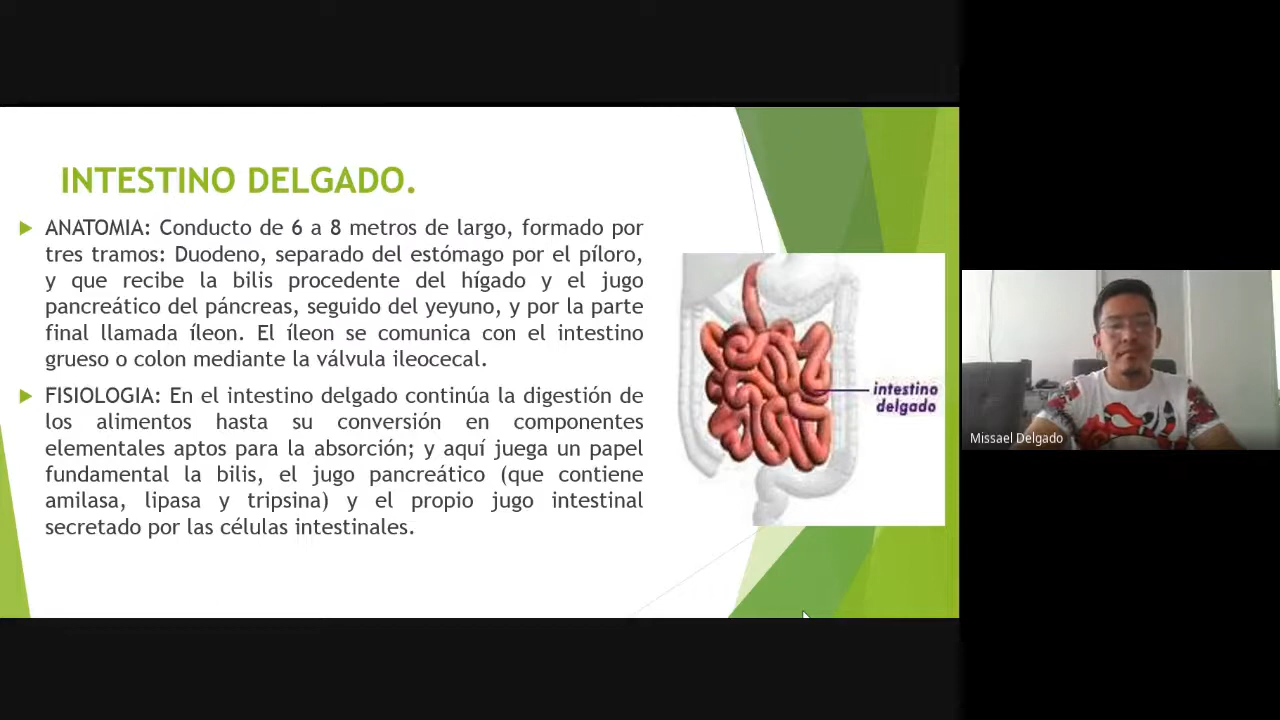 INTESTINO DELGADO.
ANATOMIA: Conducto de 6 a 8 metros de largo, formado por
tres tramos: Duodeno, separado del estómago por el píloro,
y que recibe la bilis procedente del hígado y el jugo
pancreático del páncreas, seguido del yeyuno, y por la parte
final llamada íleon. El íleon se comunica con el intestino
grueso o colon mediante la válvula ileocecal.
FISIOLOGIA: En el intestino delgado continúa la digestión de
los alimentos hasta su conversión en componentes
elementales aptos para la absorción; y aquí juega un papel
fundamental la bilis, el jugo pancreático (que contiene
amilasa, lipasa y tripsina) y el propio jugo intestinal
secretado por las células intestinales.
intestino
delgado
Missael Delgado